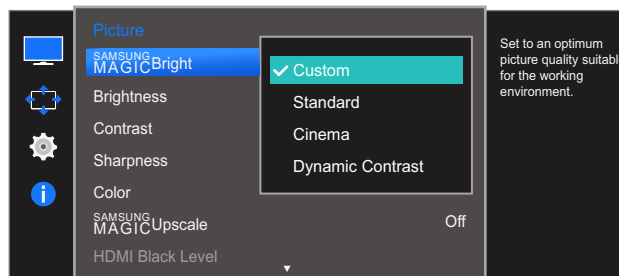 Picture
SAMSUNG
MAGICBright
Brightness
Contrast
Sharpness
Color
SAMSUNG
MAGICUpscale Off
HDMI Black Level
Custom
Standard
Cinema
Dynamic Contrast
Set to an optimum
picture quality suitable
for the working
environment.